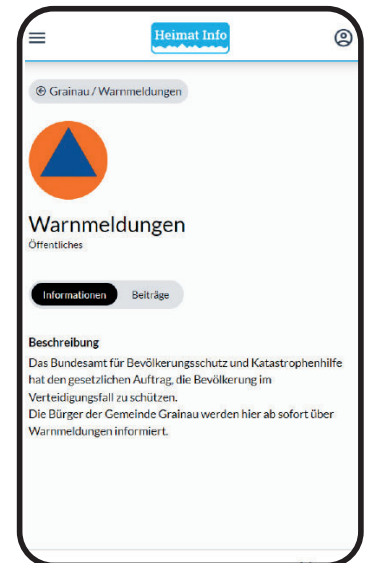 Heimat Info
Grainau / Warnmeldungen
Warnmeldungen
Öffentliches
Informationen Beiträge
Beschreibung
Das Bundesamt für Bevölkerungsschutz und Katastrophenhilfe
hat den gesetzlichen Auftrag, die Bevölkerung im
Verteidigungsfall zu schützen.
Die Bürger der Gemeinde Grainau werden hier ab sofort über
Warnmeldungen informiert.